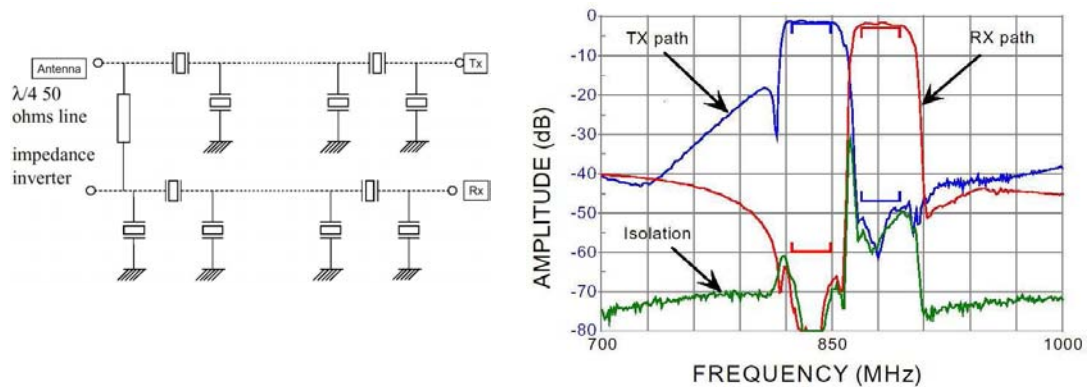 Antenna
Tx
λ/4 50
ohms line
impedance
inverter
Rx
TX path
RX path
Isolation
AMPLITUDE (dB)
0
-10
-20
-30
-40
-50
-60
-70
-80
700
850
1000
FREQUENCY (MHz)